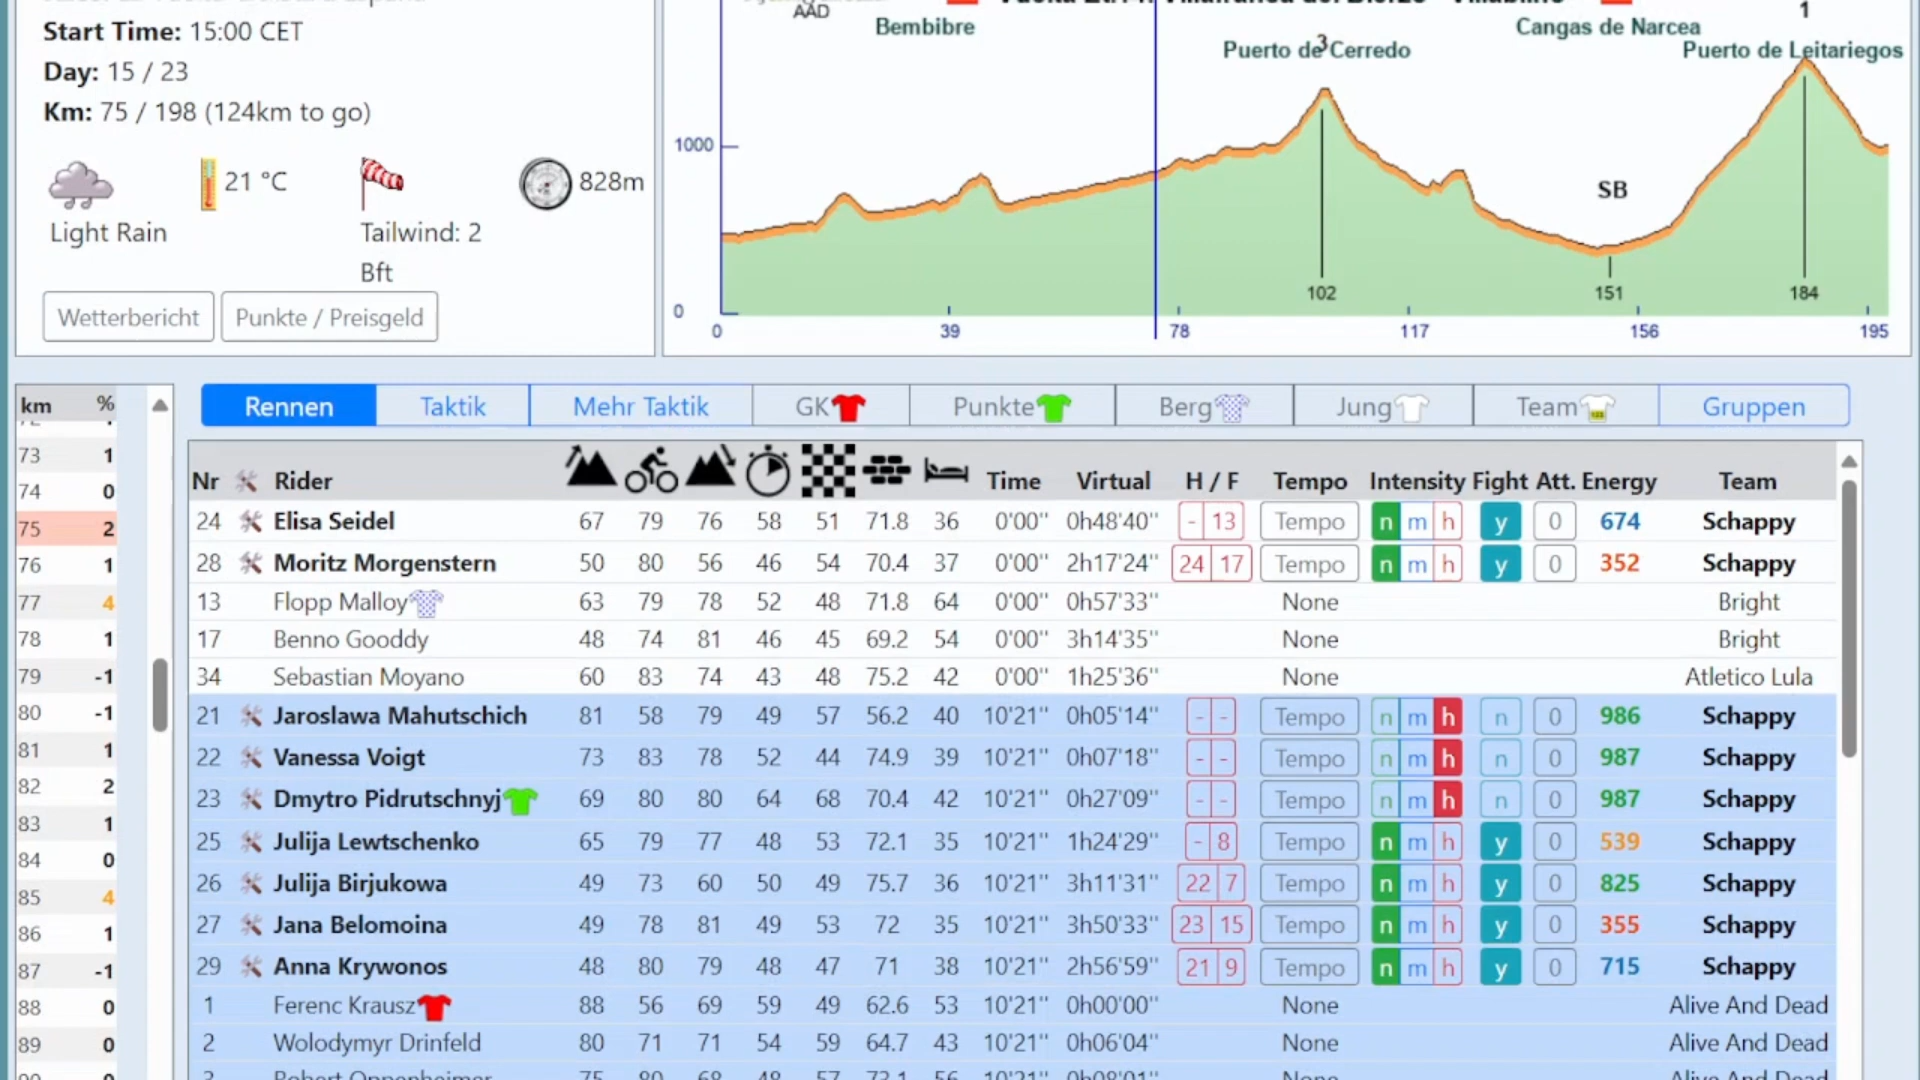 Start Time: 15:00 CET
Day: 15 / 23
Km: 75 / 198 (124km to go)
21 °C
828m
Light Rain
Tailwind: 2
Bft
Wetterbericht
Punkte / Preisgeld
AAD
Bembibre
Puerto de Cerredo
3
Cangas de Narcea
1
Puerto de Leitariegos
1000
SB
102
151
184
0
0 39 78 117 156 195
km %
73 1
74 0
75 2
76 1
77 4
78 1
79 -1
80 -1
81 1
82 2
83 1
84 0
85 4
86 1
87 -1
88 0
89 0
Rennen Taktik Mehr Taktik GK Punkte Berg Jung Team Gruppen
Nr Rider Time Virtual H / F Tempo Intensity Fight Att. Energy Team
24 Elisa Seidel 67 79 76 58 51 71.8 36 0'00'' 0h48'40'' - 13 Tempo n m h y 0 674 Schappy
28 Moritz Morgenstern 50 80 56 46 54 70.4 37 0'00'' 2h17'24'' 24 17 Tempo n m h y 0 352 Schappy
13 Flopp Malloy 63 79 78 52 48 71.8 64 0'00'' 0h57'33'' None Bright
17 Benno Gooddy 48 74 81 46 45 69.2 54 0'00'' 3h14'35'' None Bright
34 Sebastian Moyano 60 83 74 43 48 75.2 42 0'00'' 1h25'36'' None Atletico Lula
21 Jaroslawa Mahutschich 81 58 79 49 57 56.2 40 10'21'' 0h05'14'' - - Tempo n m h n 0 986 Schappy
22 Vanessa Voigt 73 83 78 52 44 74.9 39 10'21'' 0h07'18'' - - Tempo n m h n 0 987 Schappy
23 Dmytro Pidrutschnyj 69 80 80 64 68 70.4 42 10'21'' 0h27'09'' - - Tempo n m h n 0 987 Schappy
25 Julija Lewtschenko 65 79 77 48 53 72.1 35 10'21'' 1h24'29'' - 8 Tempo n m h y 0 539 Schappy
26 Julija Birjukowa 49 73 60 50 49 75.7 36 10'21'' 3h11'31'' 22 7 Tempo n m h y 0 825 Schappy
27 Jana Belomoina 49 78 81 49 53 72 35 10'21'' 3h50'33'' 23 15 Tempo n m h y 0 355 Schappy
29 Anna Krywonos 48 80 79 48 47 71 38 10'21'' 2h56'59'' 21 9 Tempo n m h y 0 715 Schappy
1 Ferenc Krausz 88 56 69 59 49 62.6 53 10'21'' 0h00'00'' None Alive And Dead
2 Wolodymyr Drinfeld 80 71 71 54 59 64.7 43 10'21'' 0h06'04'' None Alive And Dead